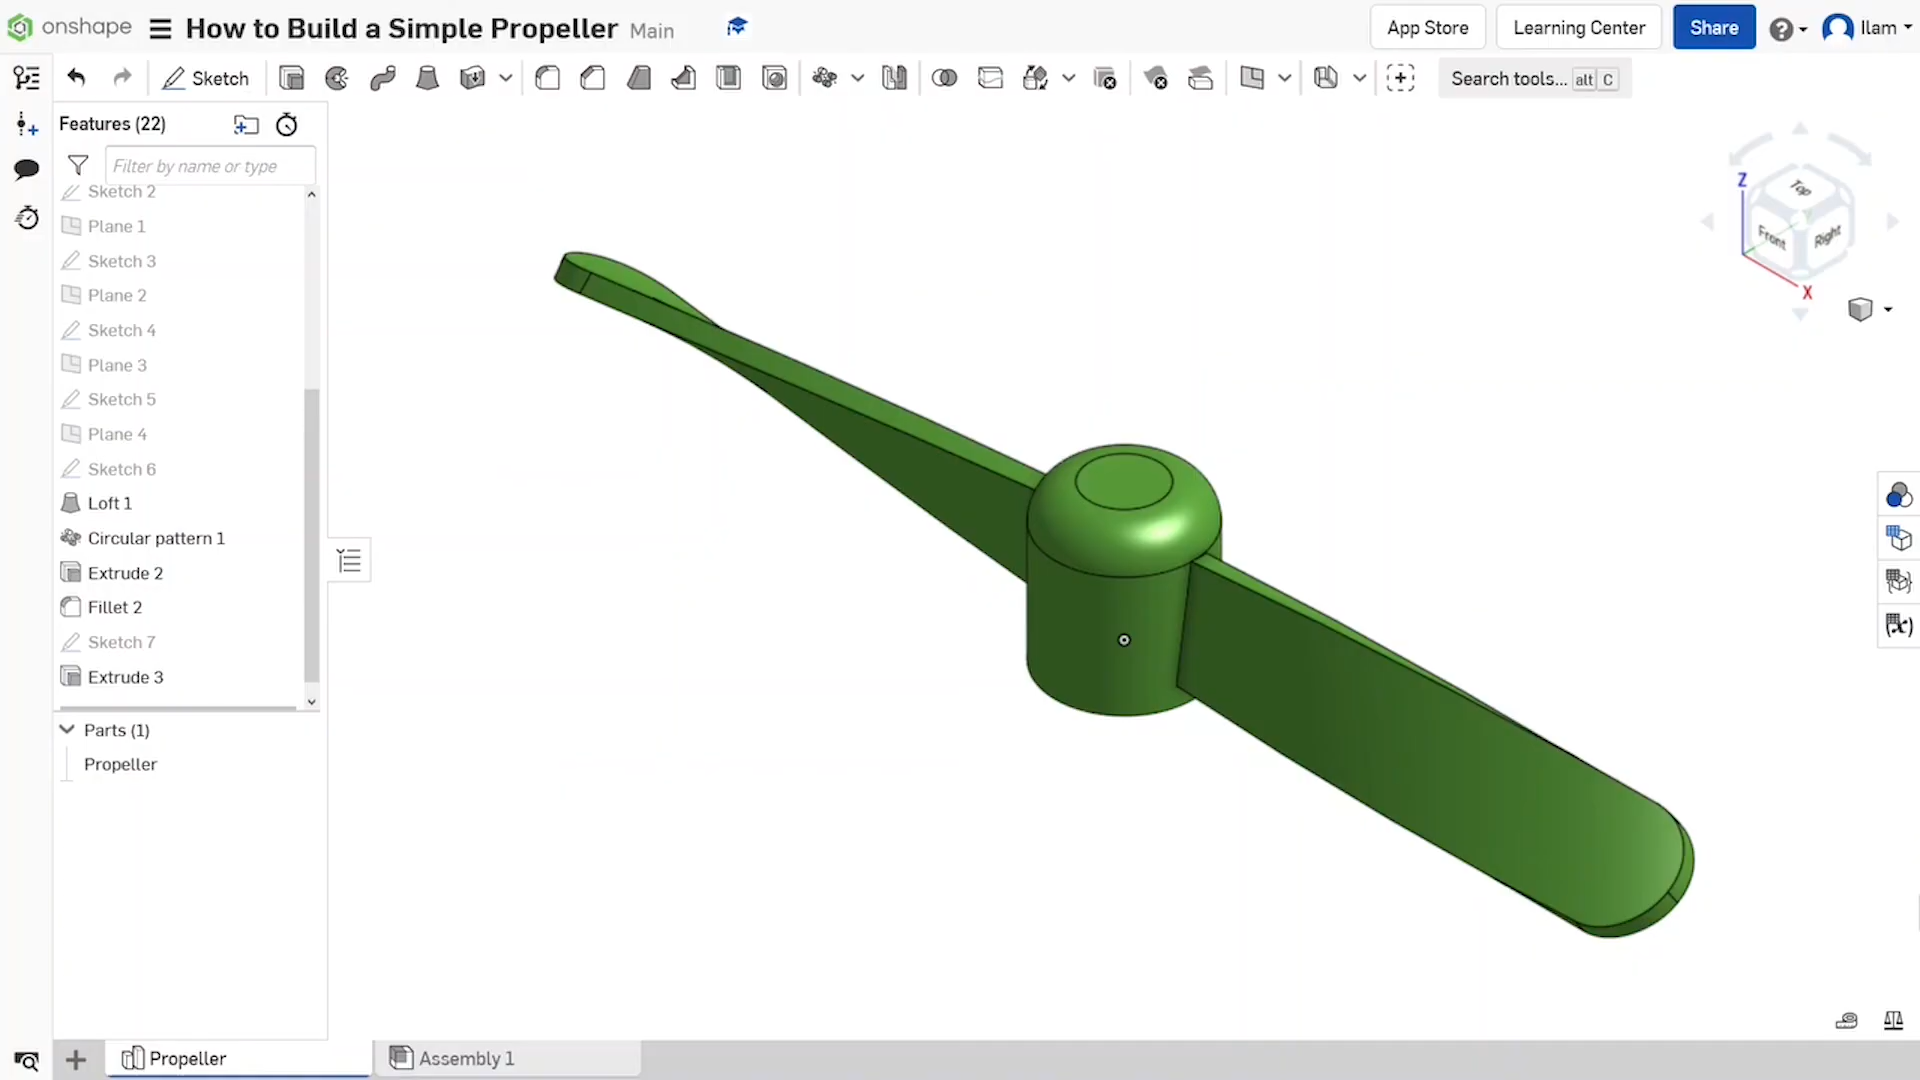 onshape How to Build a Simple Propeller Main App Store Learning Center Share Ilam
Sketch Search tools... alt C
Features (22)
Filter by name or type
Sketch 2
Plane 1
Sketch 3
Plane 2
Sketch 4
Plane 3
Sketch 5
Plane 4
Sketch 6
Loft 1
Circular pattern 1
Extrude 2
Fillet 2
Sketch 7
Extrude 3
Parts (1)
Propeller
Z
Top
Front Right
X
Propeller Assembly 1